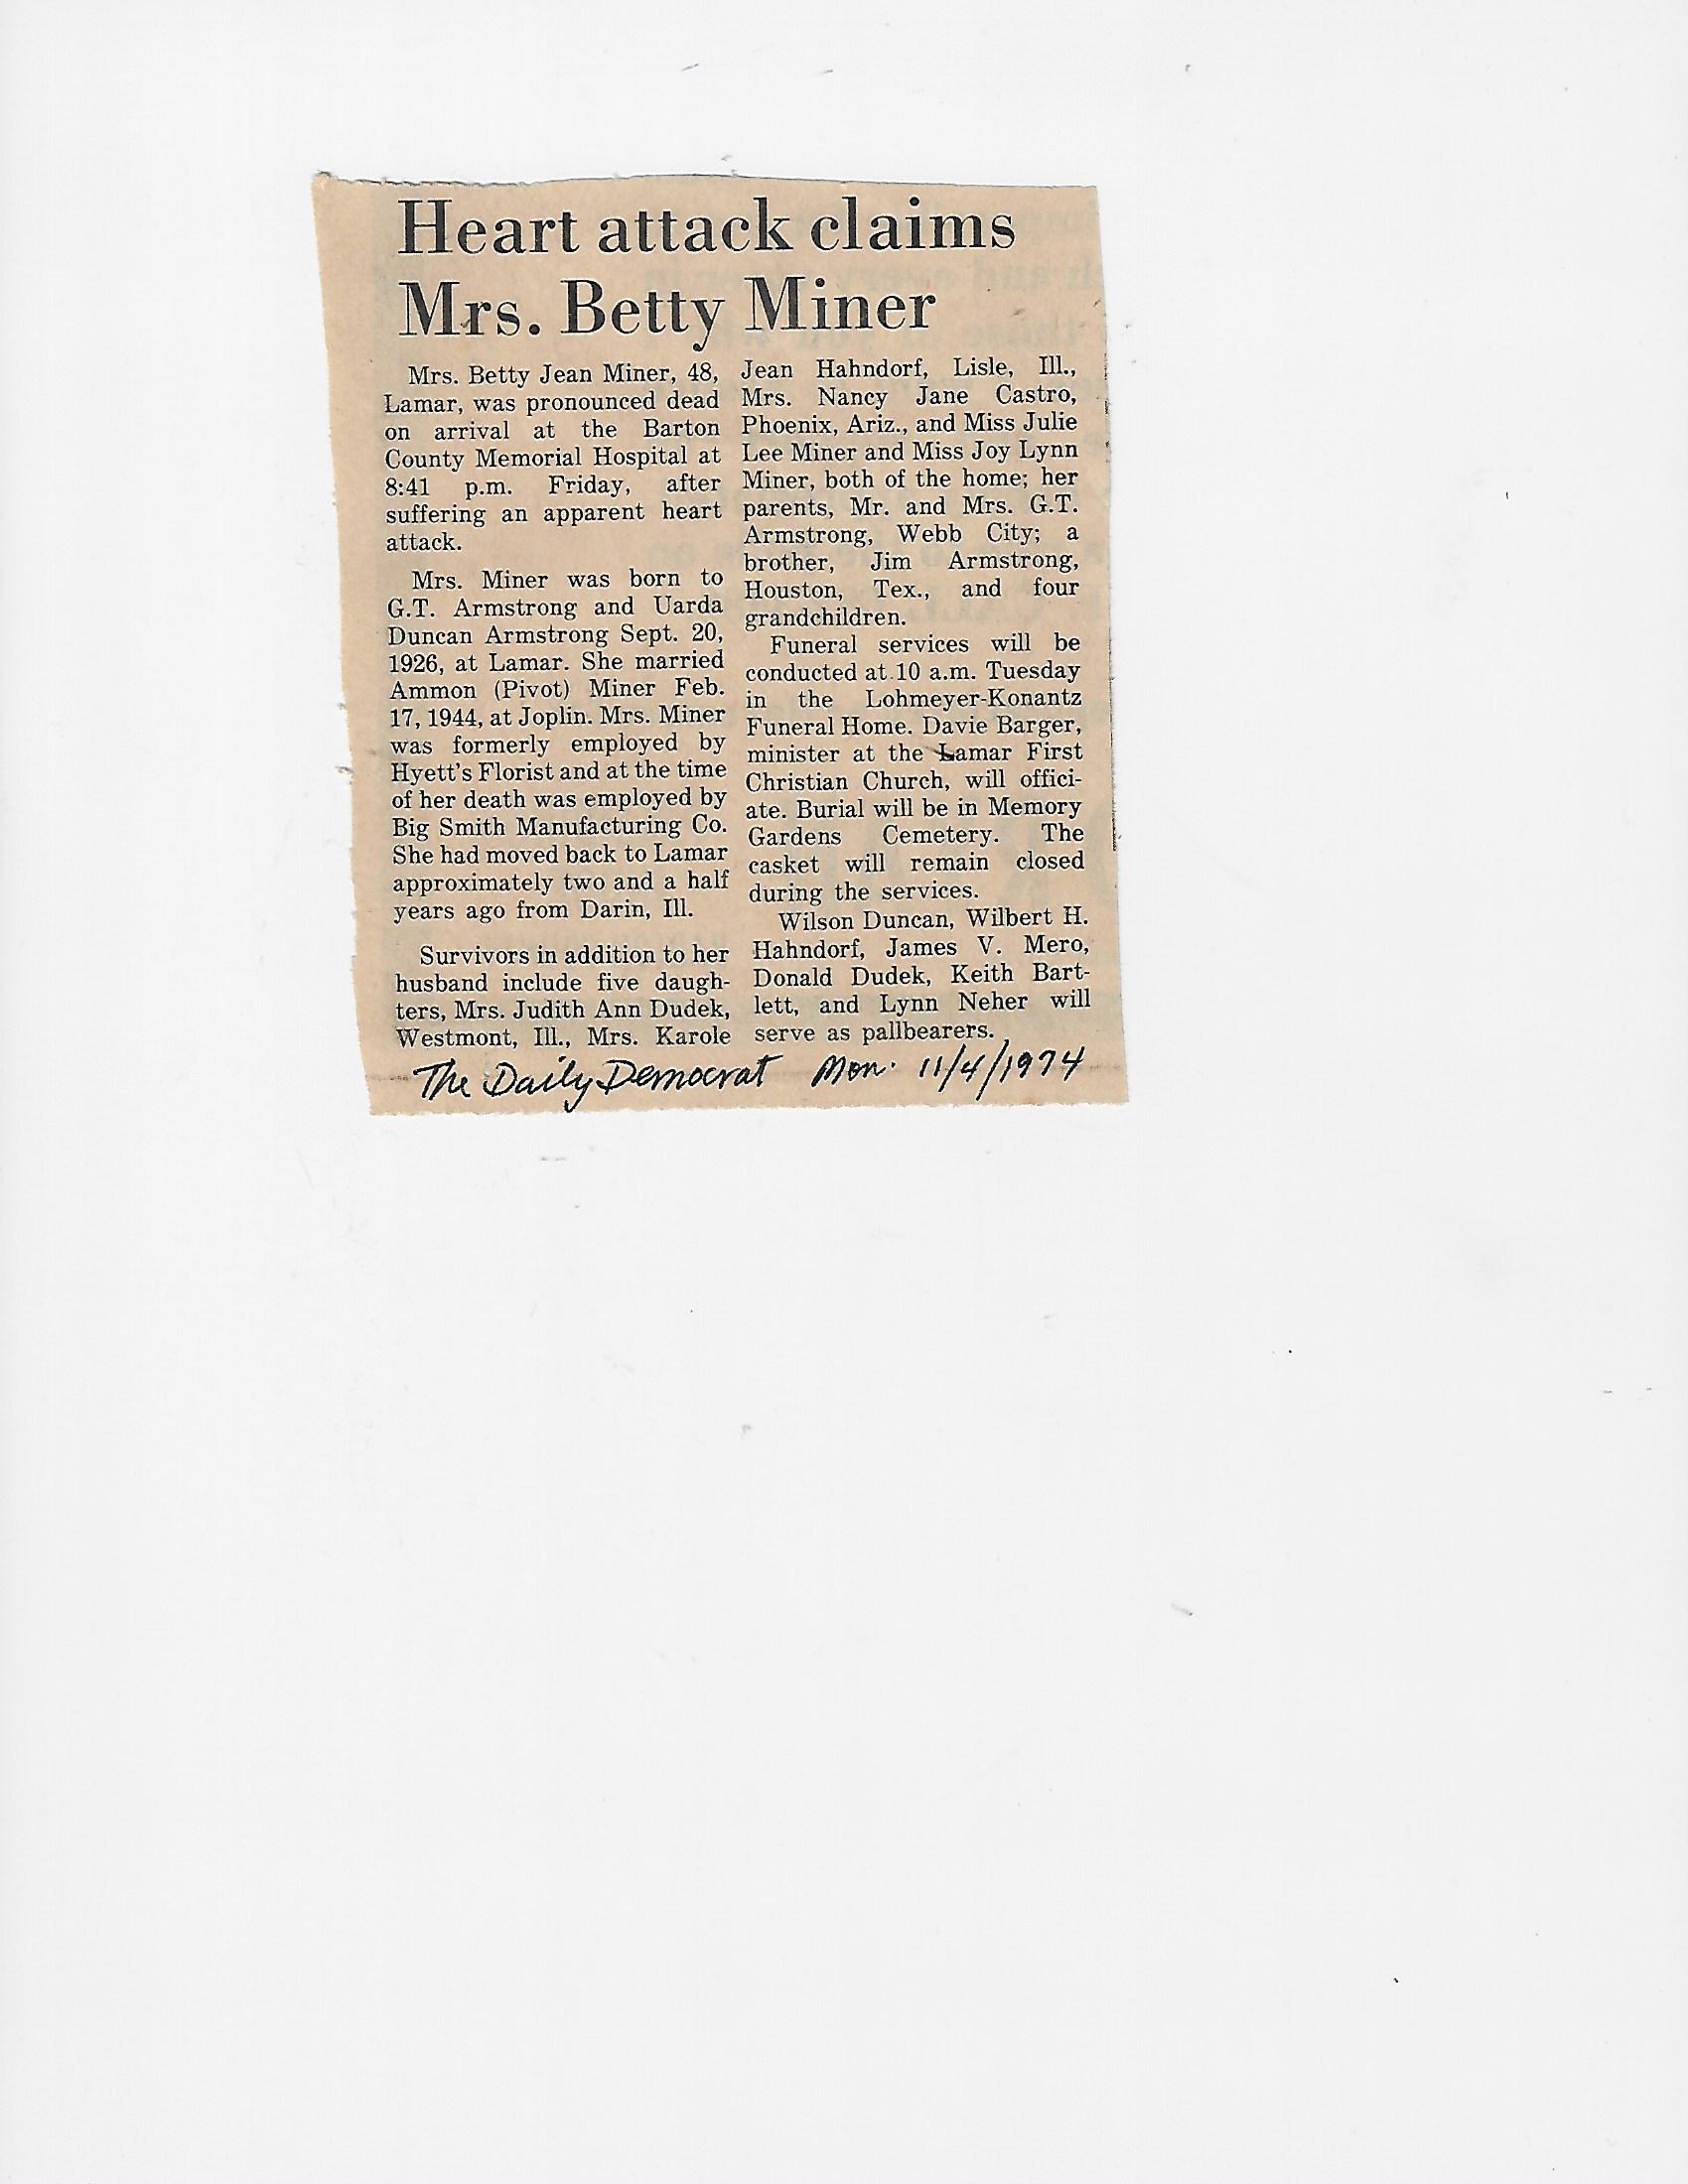 Heart attack claims
Mrs. Betty Miner
Mrs. Betty Jean Miner, 48,
Lamar, was pronounced dead
on arrival at the Barton
County Memorial Hospital at
8:41 p.m. Friday, after
suffering an apparent heart
attack.
Mrs. Miner was born to
G.T. Armstrong and Uarda
Duncan Armstrong Sept. 20,
1926, at Lamar. She married
Ammon (Pivot) Miner Feb.
17, 1944, at Joplin. Mrs. Miner
was formerly employed by
Hyett's Florist and at the time
of her death was employed by
Big Smith Manufacturing Co.
She had moved back to Lamar
approximately two and a half
years ago from Darin, Ill.
Survivors in addition to her
husband include five daugh-
ters, Mrs. Judith Ann Dudek,
Westmont, Ill., Mrs. Karole
Jean Hahndorf, Lisle, Ill.,
Mrs. Nancy Jane Castro,
Phoenix, Ariz., and Miss Julie
Lee Miner and Miss Joy Lynn
Miner, both of the home; her
parents, Mr. and Mrs. G.T.
Armstrong, Webb City; a
brother, Jim Armstrong,
Houston, Tex., and four
grandchildren.
Funeral services will be
conducted at 10 a.m. Tuesday
in the Lohmeyer-Konantz
Funeral Home. Davie Barger,
minister at the Lamar First
Christian Church, will offici-
ate. Burial will be in Memory
Gardens Cemetery. The
casket will remain closed
during the services.
Wilson Duncan, Wilbert H.
Hahndorf, James V. Mero,
Donald Dudek, Keith Bart-
lett, and Lynn Neher will
serve as pallbearers.
The Daily Democrat Mon. 11/4/1974